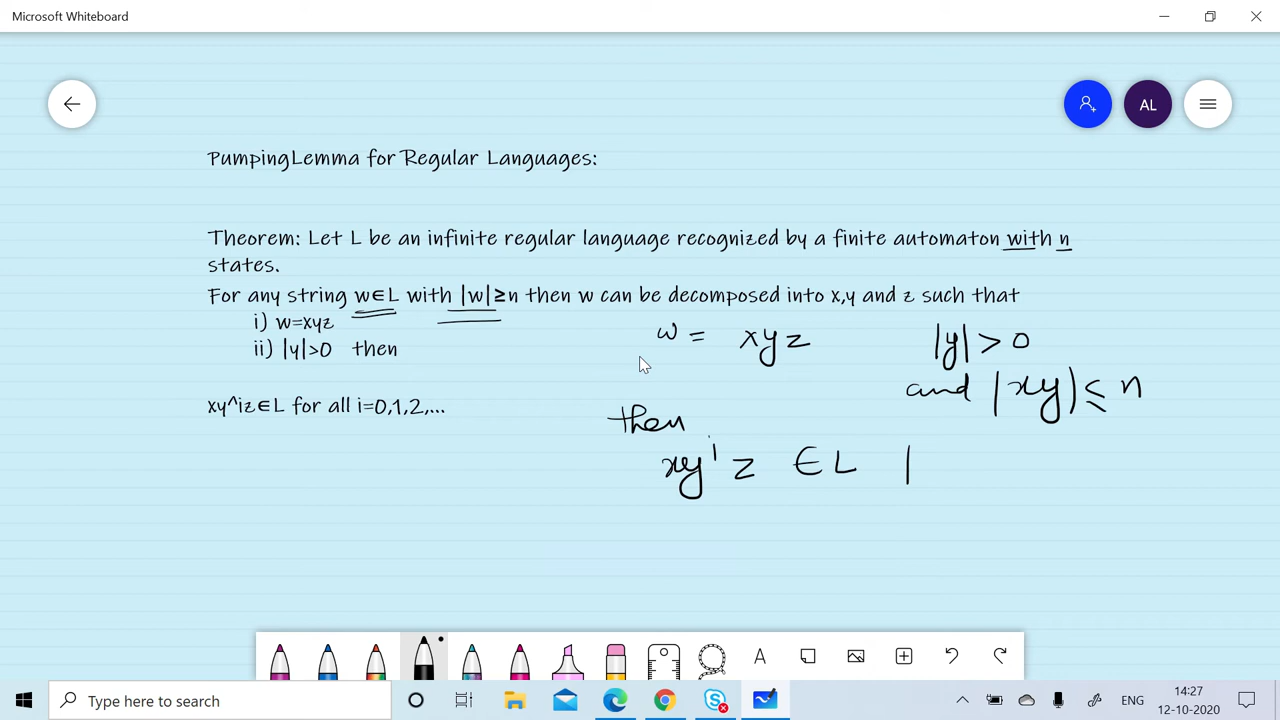 Microsoft Whiteboard
AL
PumpingLemma for Regular Languages:
Theorem: Let L be an infinite regular language recognized by a finite automaton with n
states.
For any string w∈L with |w|≥n then w can be decomposed into x,y and z such that
i) w=xyz
ii) |y|>0 then
w = xyz |y| > 0
and |xy| ≤ n
xy^iz∈L for all i=0,1,2,...
then
xyⁱ z ∈ L |
Type here to search
ENG
14:27
12-10-2020